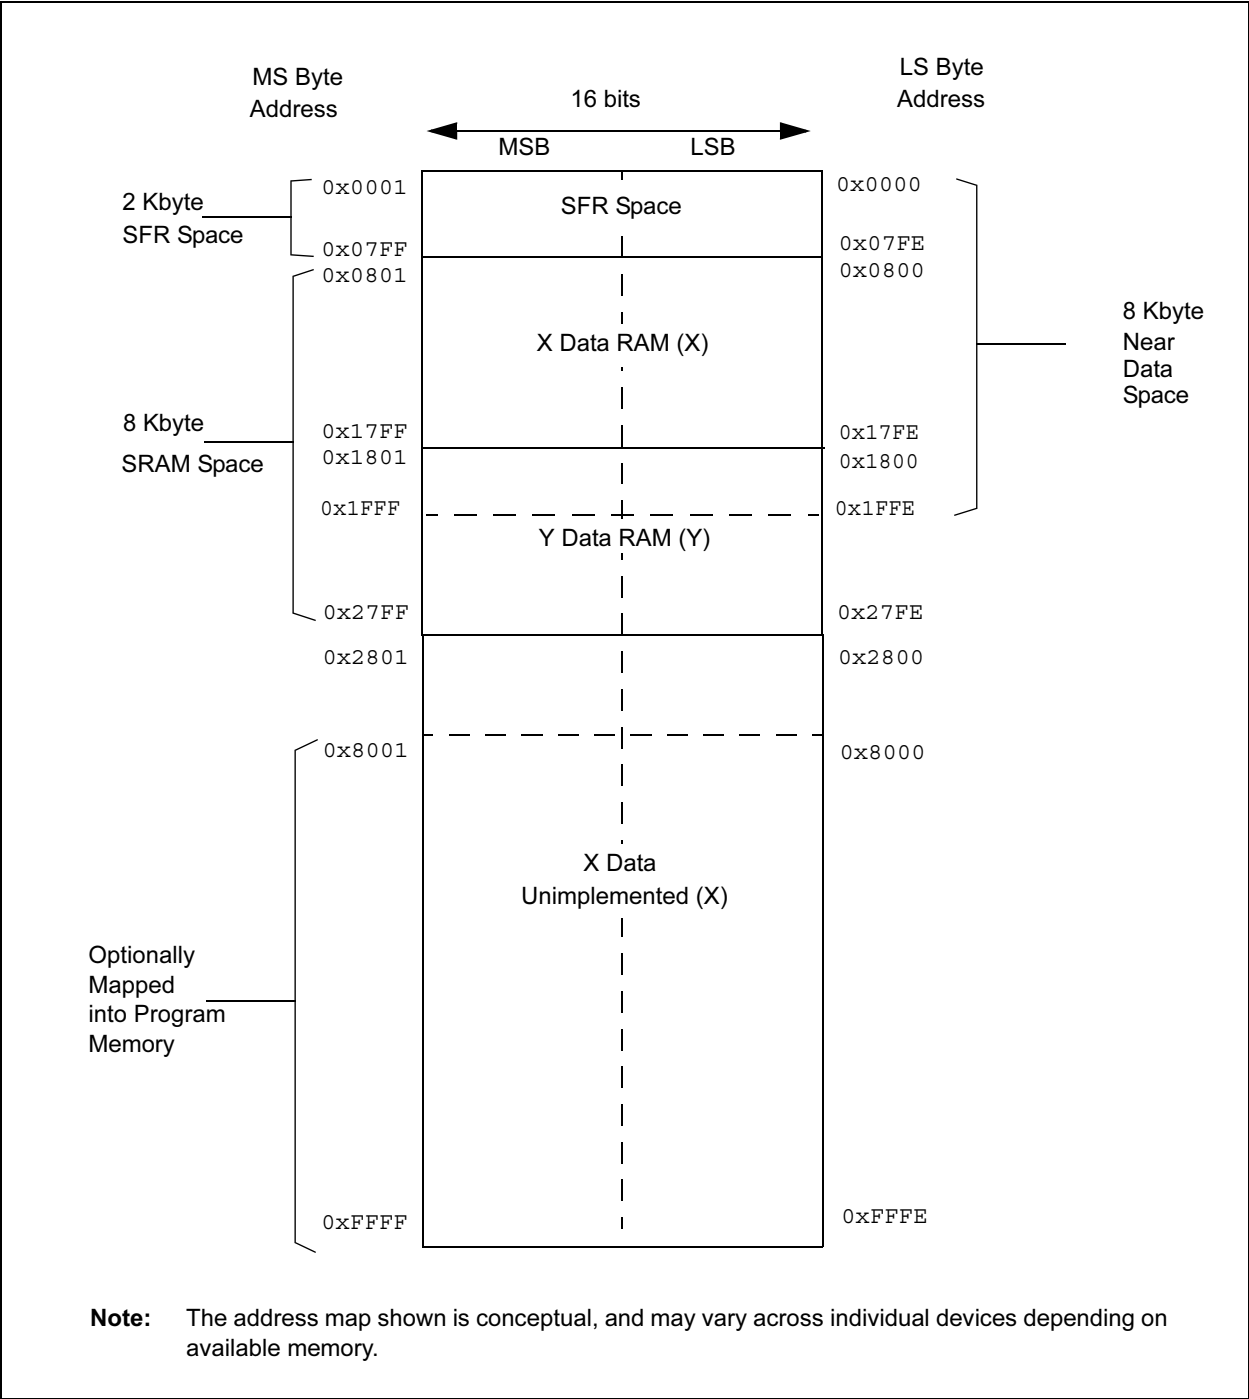 MS Byte
Address
LS Byte
Address
16 bits
MSB LSB
2 Kbyte
SFR Space
0x0001
SFR Space
0x0000
0x07FF
0x07FE
0x0801
0x0800
X Data RAM (X)
8 Kbyte
Near
Data
Space
8 Kbyte
SRAM Space
0x17FF
0x17FE
0x1801
0x1800
0x1FFF
0x1FFE
Y Data RAM (Y)
0x27FF
0x27FE
0x2801
0x2800
0x8001
0x8000
X Data
Unimplemented (X)
Optionally
Mapped
into Program
Memory
0xFFFF
0xFFFE
Note: The address map shown is conceptual, and may vary across individual devices depending on
available memory.